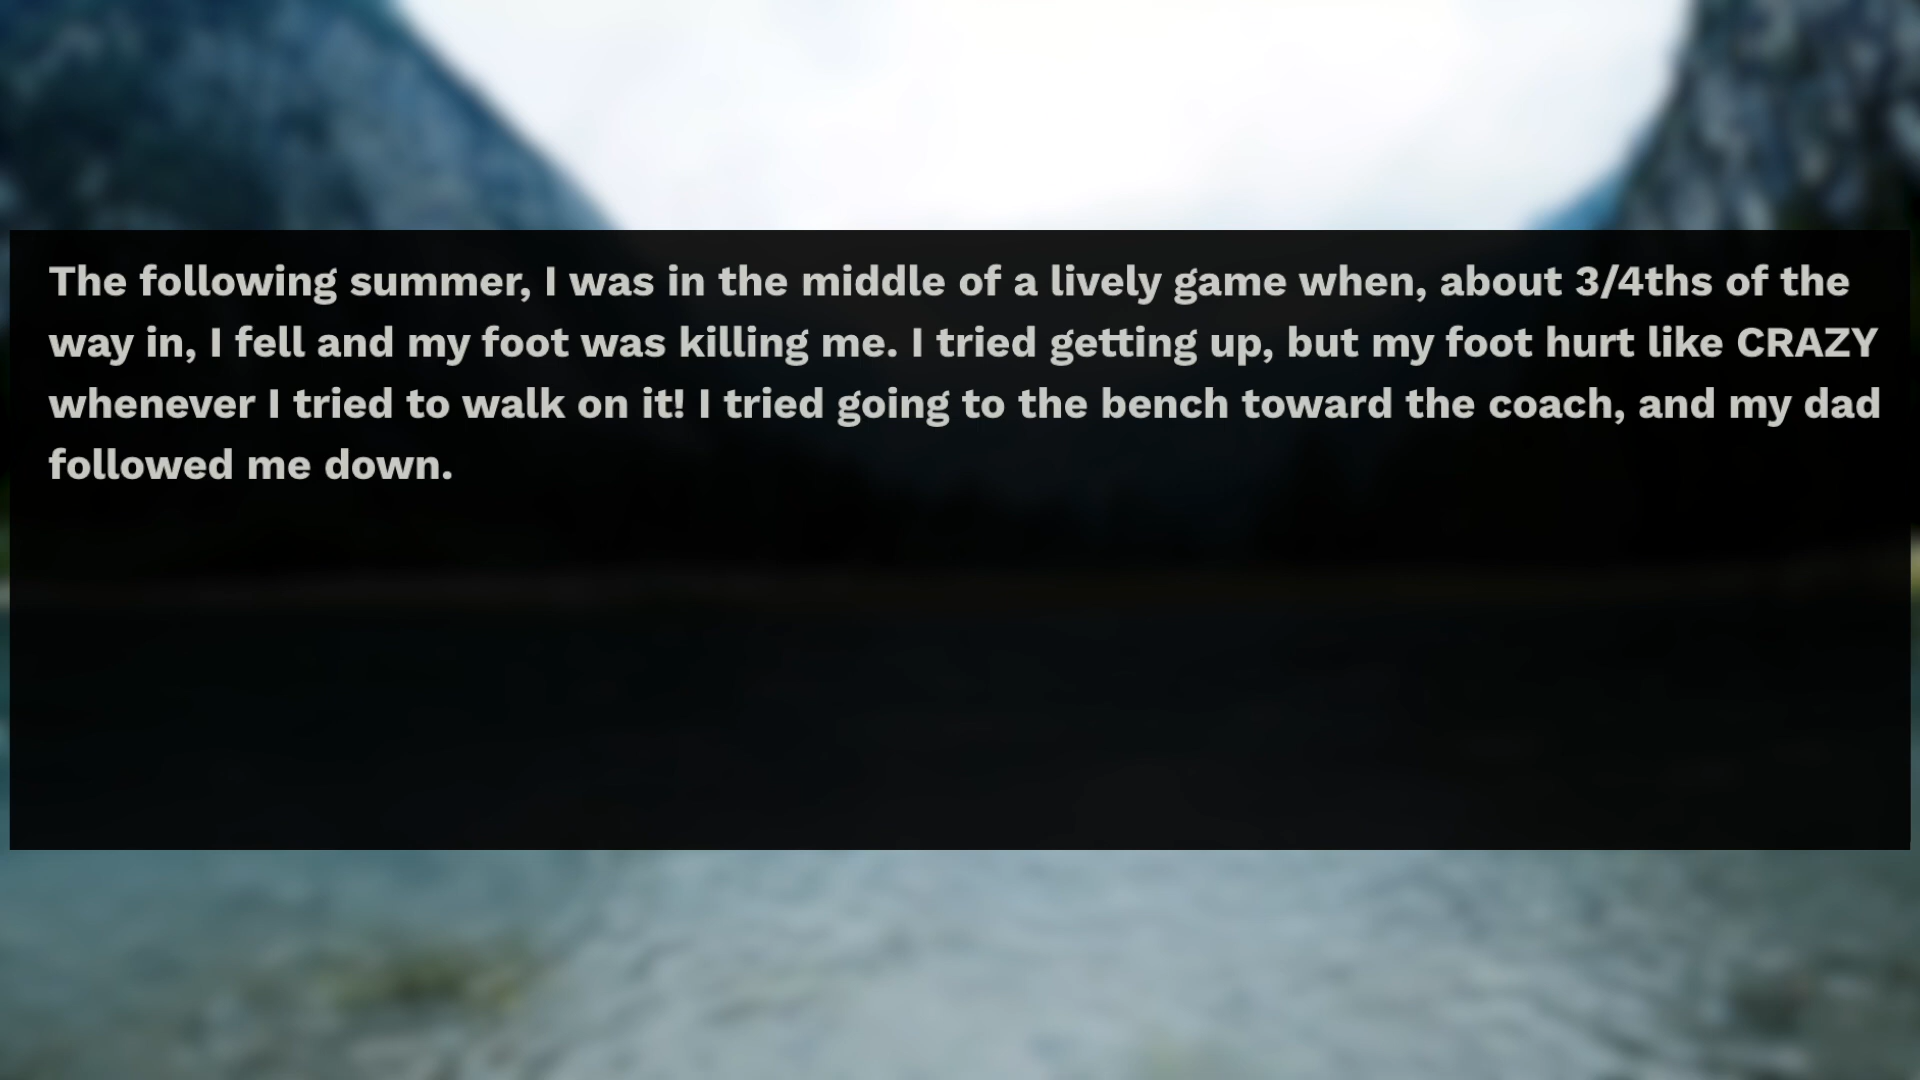 The following summer, I was in the middle of a lively game when, about 3/4ths of the
way in, I fell and my foot was killing me. I tried getting up, but my foot hurt like CRAZY
whenever I tried to walk on it! I tried going to the bench toward the coach, and my dad
followed me down.